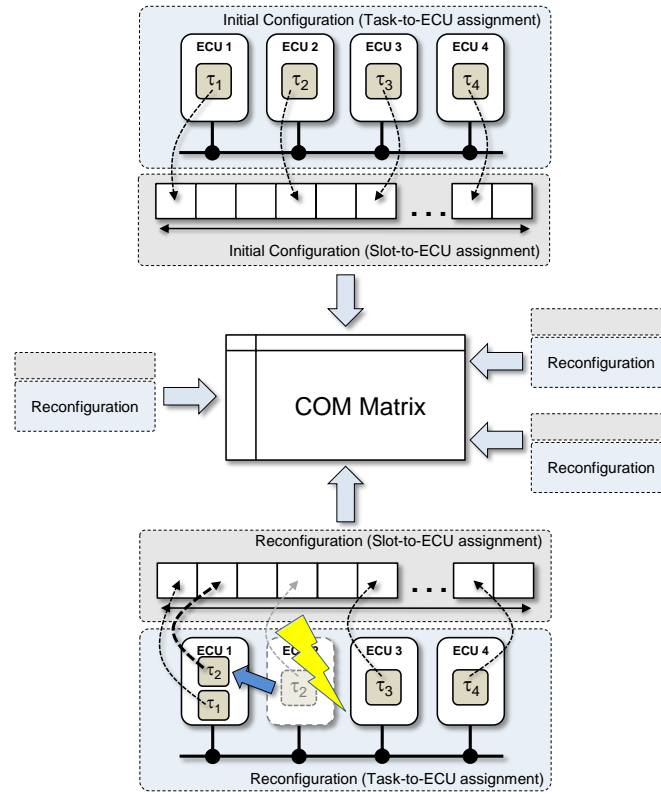 Initial Configuration (Task-to-ECU assignment)
ECU 1 ECU 2 ECU 3 ECU 4
τ1 τ2 τ3 τ4
...
Initial Configuration (Slot-to-ECU assignment)
Reconfiguration
COM Matrix
Reconfiguration
Reconfiguration
Reconfiguration (Slot-to-ECU assignment)
...
ECU 1 ECU 3 ECU 4
τ2
τ1 τ2 τ3 τ4
Reconfiguration (Task-to-ECU assignment)